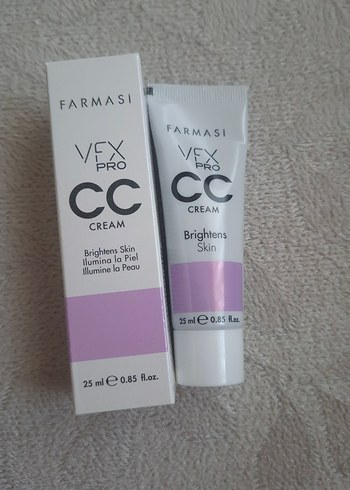 FARMASİ
VFX
PRO
CC
CREAM
Brightens Skin
Ilumina la Piel
Illumine la Peau
25 ml ℮ 0.85 fl.oz.
FARMASİ
VFX
PRO
CC
CREAM
Brightens
Skin
25 ml ℮ 0.85 fl.oz.